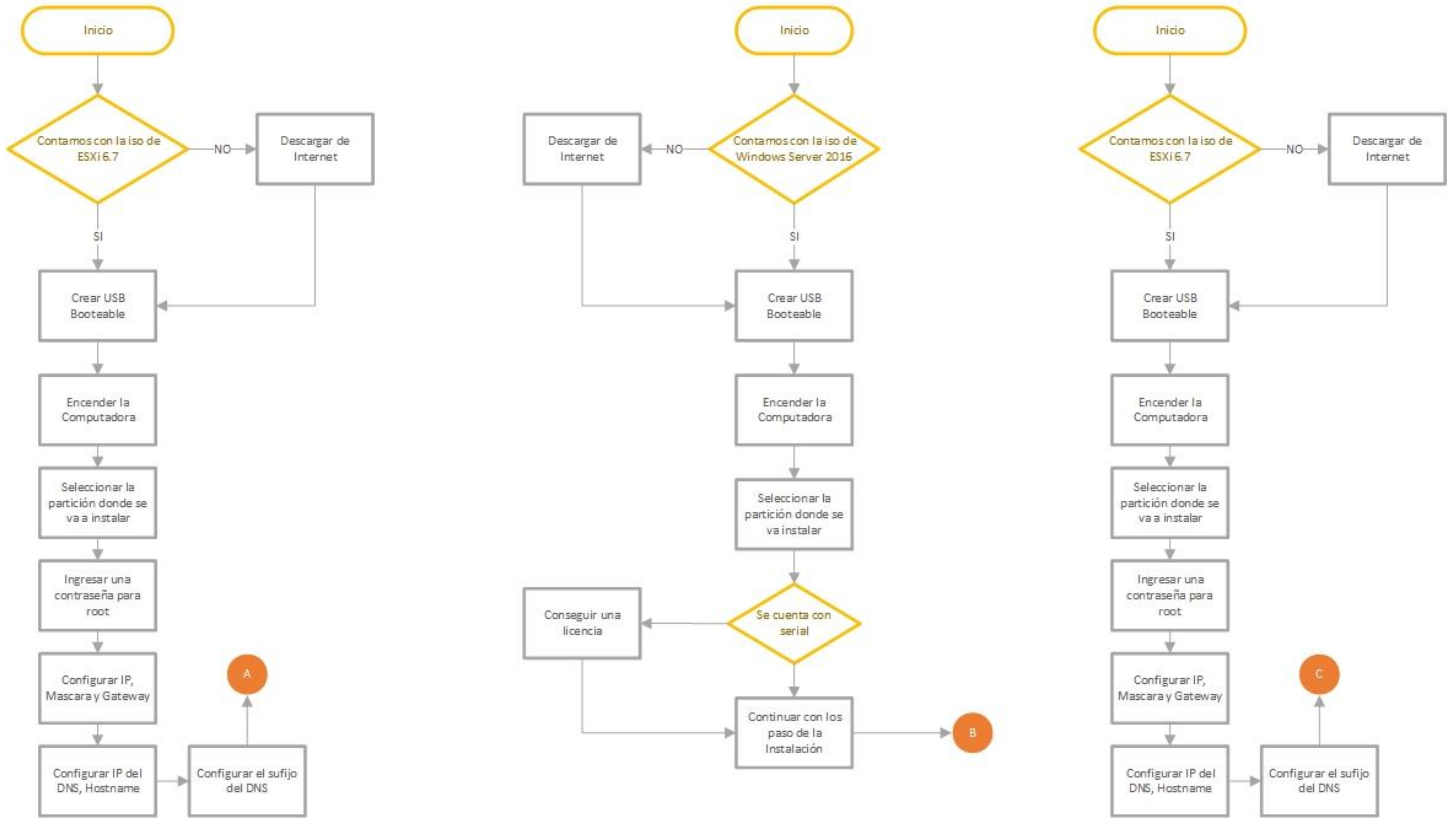 Inicio
Contamos con la iso de
ESXi 6.7
NO
Descargar de
Internet
SI
Crear USB
Booteable
Encender la
Computadora
Seleccionar la
partición donde se
va a instalar
Ingresar una
contraseña para
root
Configurar IP,
Mascara y Gateway
Configurar IP del
DNS, Hostname
Configurar el sufijo
del DNS
A
Inicio
Contamos con la iso de
Windows Server 2016
NO
Descargar de
Internet
SI
Crear USB
Booteable
Encender la
Computadora
Seleccionar la
partición donde se
va instalar
Se cuenta con
serial
Conseguir una
licencia
Continuar con los
paso de la
Instalación
B
Inicio
Contamos con la iso de
ESXi 6.7
NO
Descargar de
Internet
SI
Crear USB
Booteable
Encender la
Computadora
Seleccionar la
partición donde se
va a instalar
Ingresar una
contraseña para
root
Configurar IP,
Mascara y Gateway
Configurar IP del
DNS, Hostname
Configurar el sufijo
del DNS
C